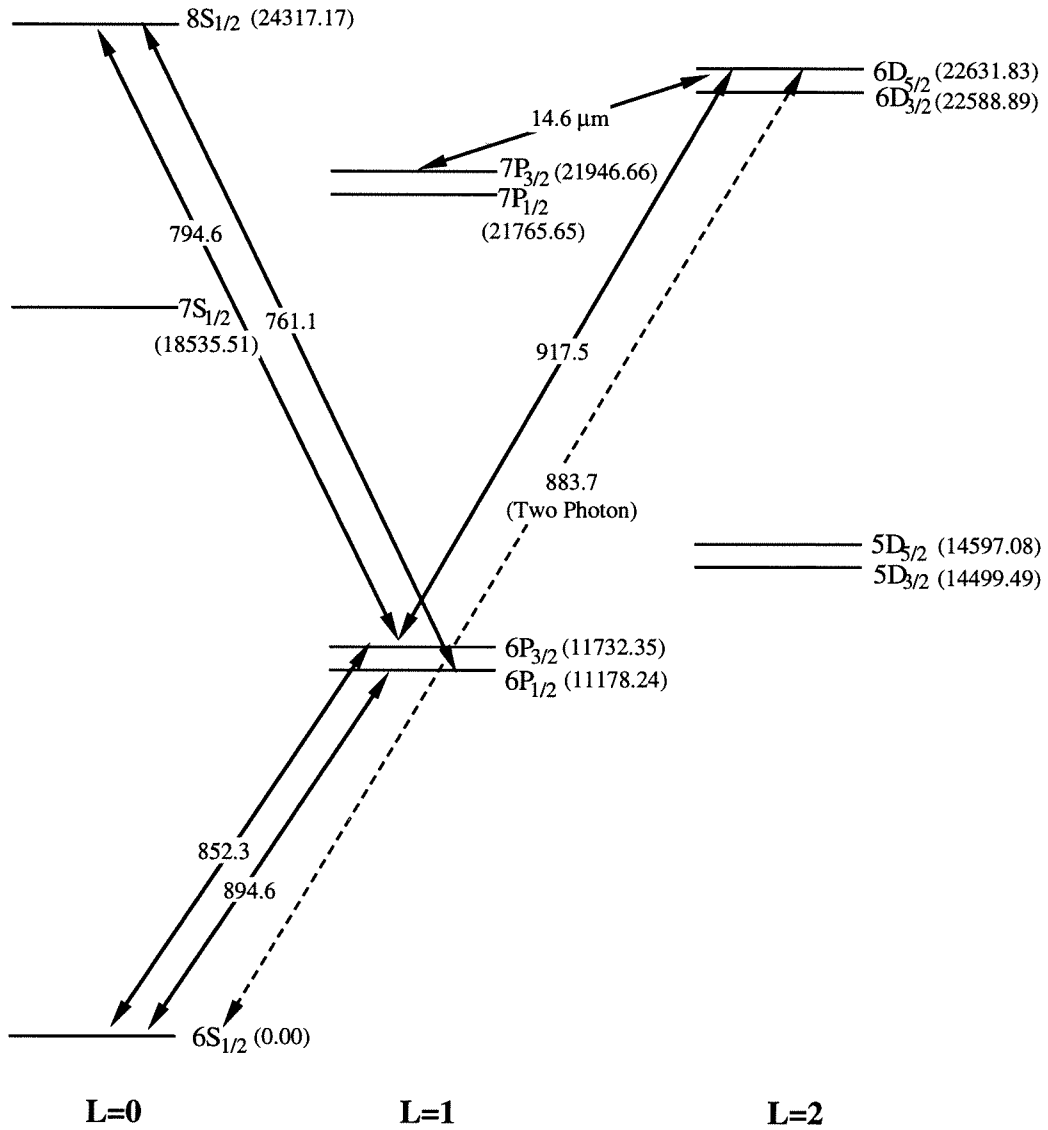 8S1/2 (24317.17)
6D5/2 (22631.83)
6D3/2 (22588.89)
14.6 μm
7P3/2 (21946.66)
7P1/2
(21765.65)
794.6
7S1/2
(18535.51)
761.1
917.5
883.7
(Two Photon)
5D5/2 (14597.08)
5D3/2 (14499.49)
6P3/2 (11732.35)
6P1/2 (11178.24)
852.3
894.6
6S1/2 (0.00)
L=0 L=1 L=2